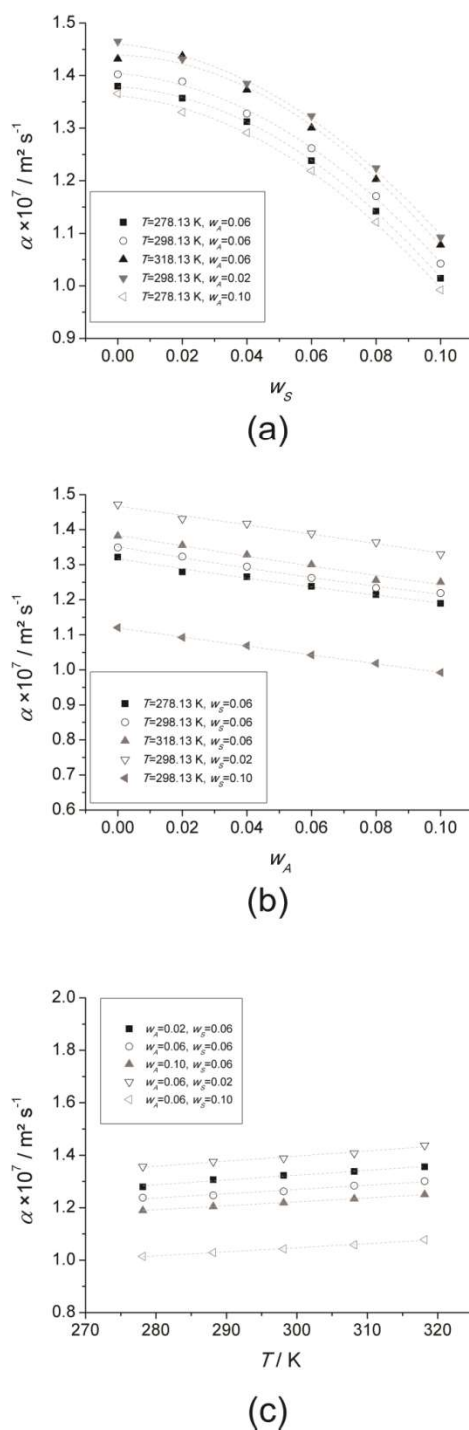 1.5
1.4
1.3
1.2
1.1
1.0
0.9
α ×10⁷ / m² s⁻¹
T=278.13 K, w_A=0.06
T=298.13 K, w_A=0.06
T=318.13 K, w_A=0.06
T=298.13 K, w_A=0.02
T=278.13 K, w_A=0.10
0.00 0.02 0.04 0.06 0.08 0.10
w_S
(a)
1.5
1.4
1.3
1.2
1.1
1.0
0.9
0.8
0.7
0.6
α ×10⁷ / m² s⁻¹
T=278.13 K, w_S=0.06
T=298.13 K, w_S=0.06
T=318.13 K, w_S=0.06
T=298.13 K, w_S=0.02
T=298.13 K, w_S=0.10
0.00 0.02 0.04 0.06 0.08 0.10
w_A
(b)
2.0
1.8
1.6
1.4
1.2
1.0
0.8
α ×10⁷ / m² s⁻¹
w_A=0.02, w_S=0.06
w_A=0.06, w_S=0.06
w_A=0.10, w_S=0.06
w_A=0.06, w_S=0.02
w_A=0.06, w_S=0.10
270 280 290 300 310 320
T / K
(c)